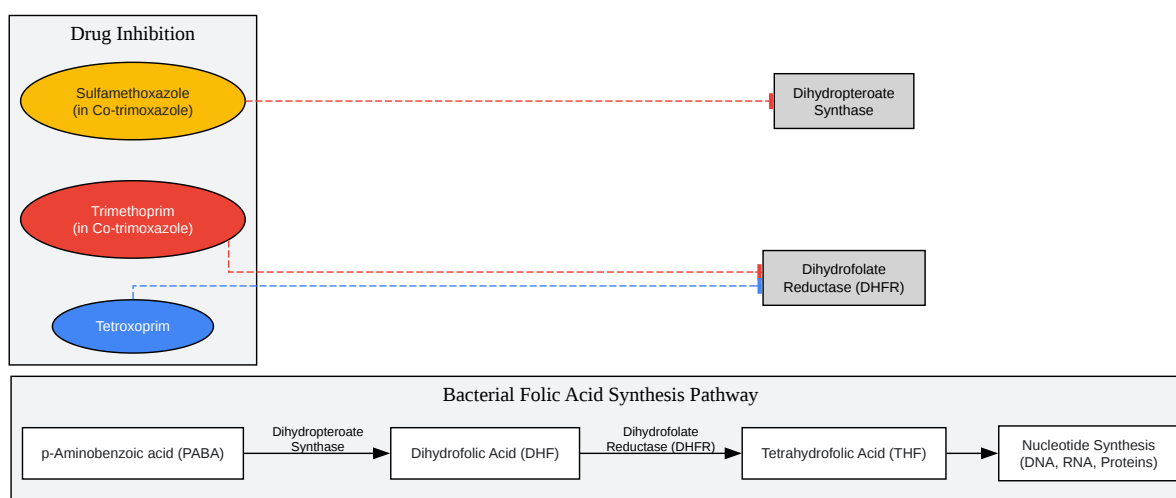 Drug Inhibition
Sulfamethoxazole
(in Co-trimoxazole)
Dihydropteroate
Synthase
Trimethoprim
(in Co-trimoxazole)
Dihydrofolate
Reductase (DHFR)
Tetroxoprim
Bacterial Folic Acid Synthesis Pathway
p-Aminobenzoic acid (PABA)
Dihydropteroate
Synthase
Dihydrofolic Acid (DHF)
Dihydrofolate
Reductase (DHFR)
Tetrahydrofolic Acid (THF)
Nucleotide Synthesis
(DNA, RNA, Proteins)